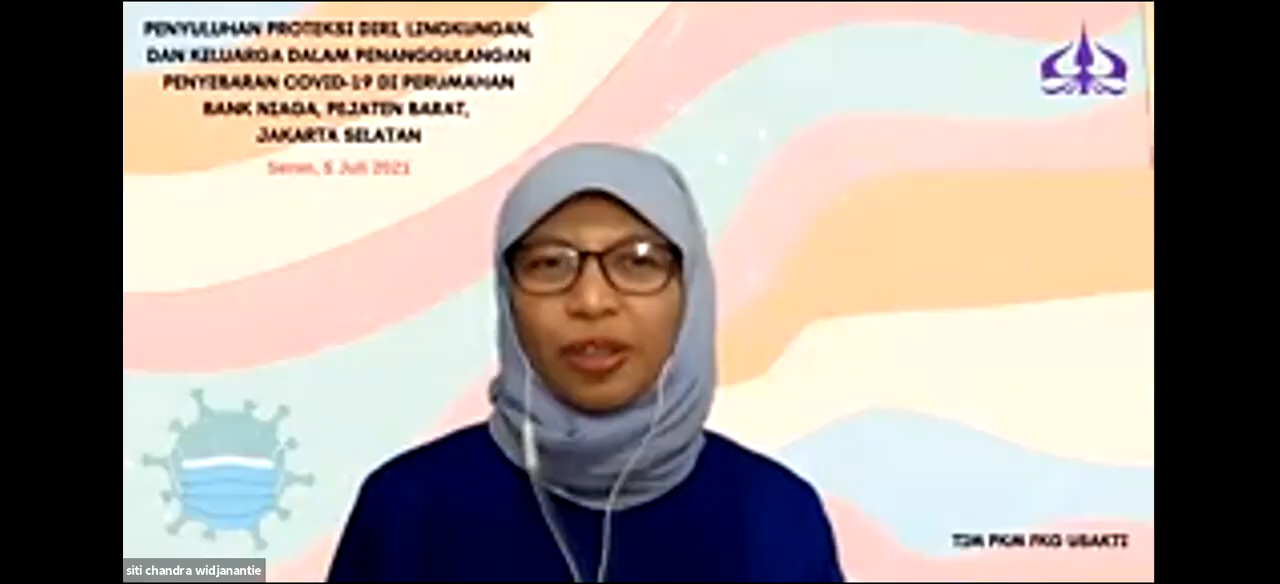 PENYULUHAN PROTEKSI DIRI, LINGKUNGAN,
DAN KELUARGA DALAM PENANGGULANGAN
PENYEBARAN COVID-19 DI PERUMAHAN
BANK NIAGA, PEJATEN BARAT,
JAKARTA SELATAN
Senin, 5 Juli 2021
TIM PKM FKG USAKTI
siti chandra widjanantie